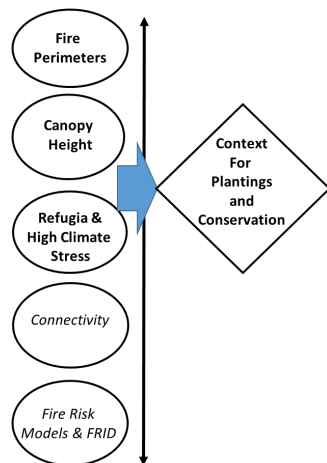 Fire
Perimeters
Canopy
Height
Refugia &
High Climate
Stress
Connectivity
Fire Risk
Models & FRID
Context
For
Plantings
and
Conservation